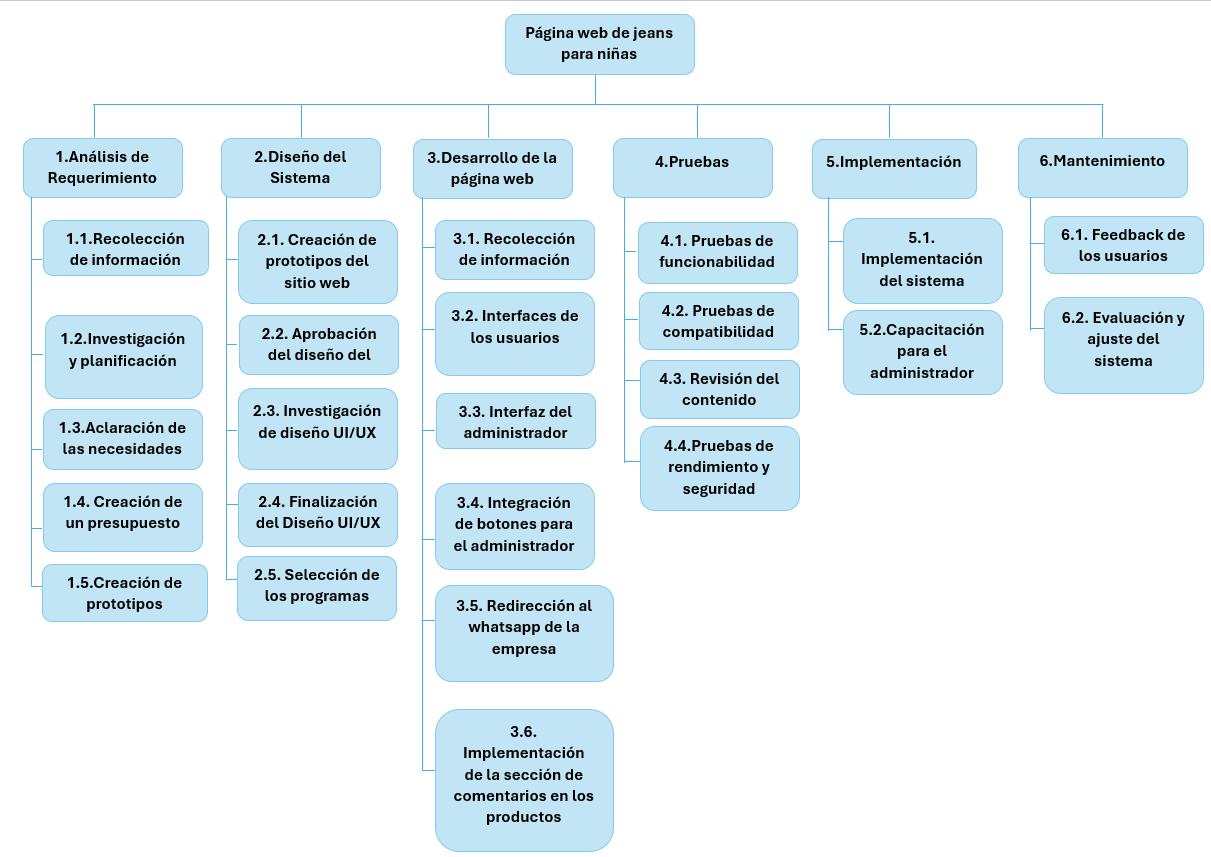 Página web de jeans
para niñas
1.Análisis de
Requerimiento
1.1.Recolección
de información
1.2.Investigación
y planificación
1.3.Aclaración de
las necesidades
1.4. Creación de
un presupuesto
1.5.Creación de
prototipos
2.Diseño del
Sistema
2.1. Creación de
prototipos del
sitio web
2.2. Aprobación
del diseño del
2.3. Investigación
de diseño UI/UX
2.4. Finalización
del Diseño UI/UX
2.5. Selección de
los programas
3.Desarrollo de la
página web
3.1. Recolección
de información
3.2. Interfaces de
los usuarios
3.3. Interfaz del
administrador
3.4. Integración
de botones para
el administrador
3.5. Redirección al
whatsapp de la
empresa
3.6.
Implementación
de la sección de
comentarios en los
productos
4.Pruebas
4.1. Pruebas de
funcionabilidad
4.2. Pruebas de
compatibilidad
4.3. Revisión del
contenido
4.4.Pruebas de
rendimiento y
seguridad
5.Implementación
5.1.
Implementación
del sistema
5.2.Capacitación
para el
administrador
6.Mantenimiento
6.1. Feedback de
los usuarios
6.2. Evaluación y
ajuste del
sistema